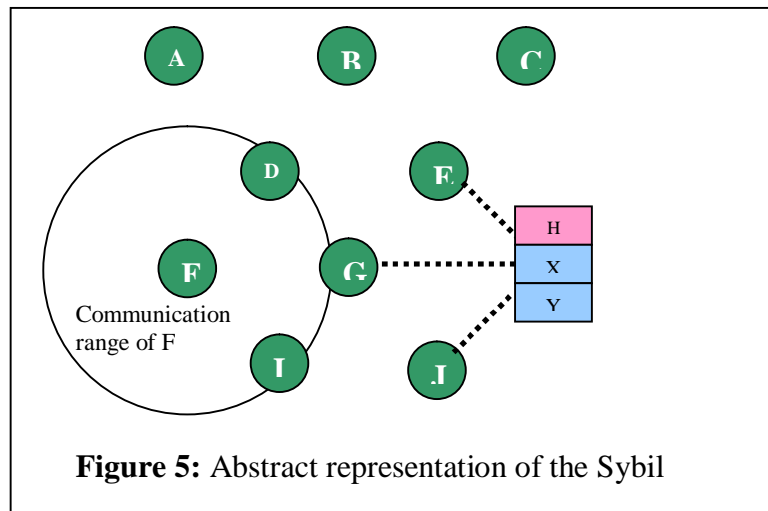 A
B
C
D
E
H
F
G
X
Communication
range of F
Y
I
J
Figure 5: Abstract representation of the Sybil